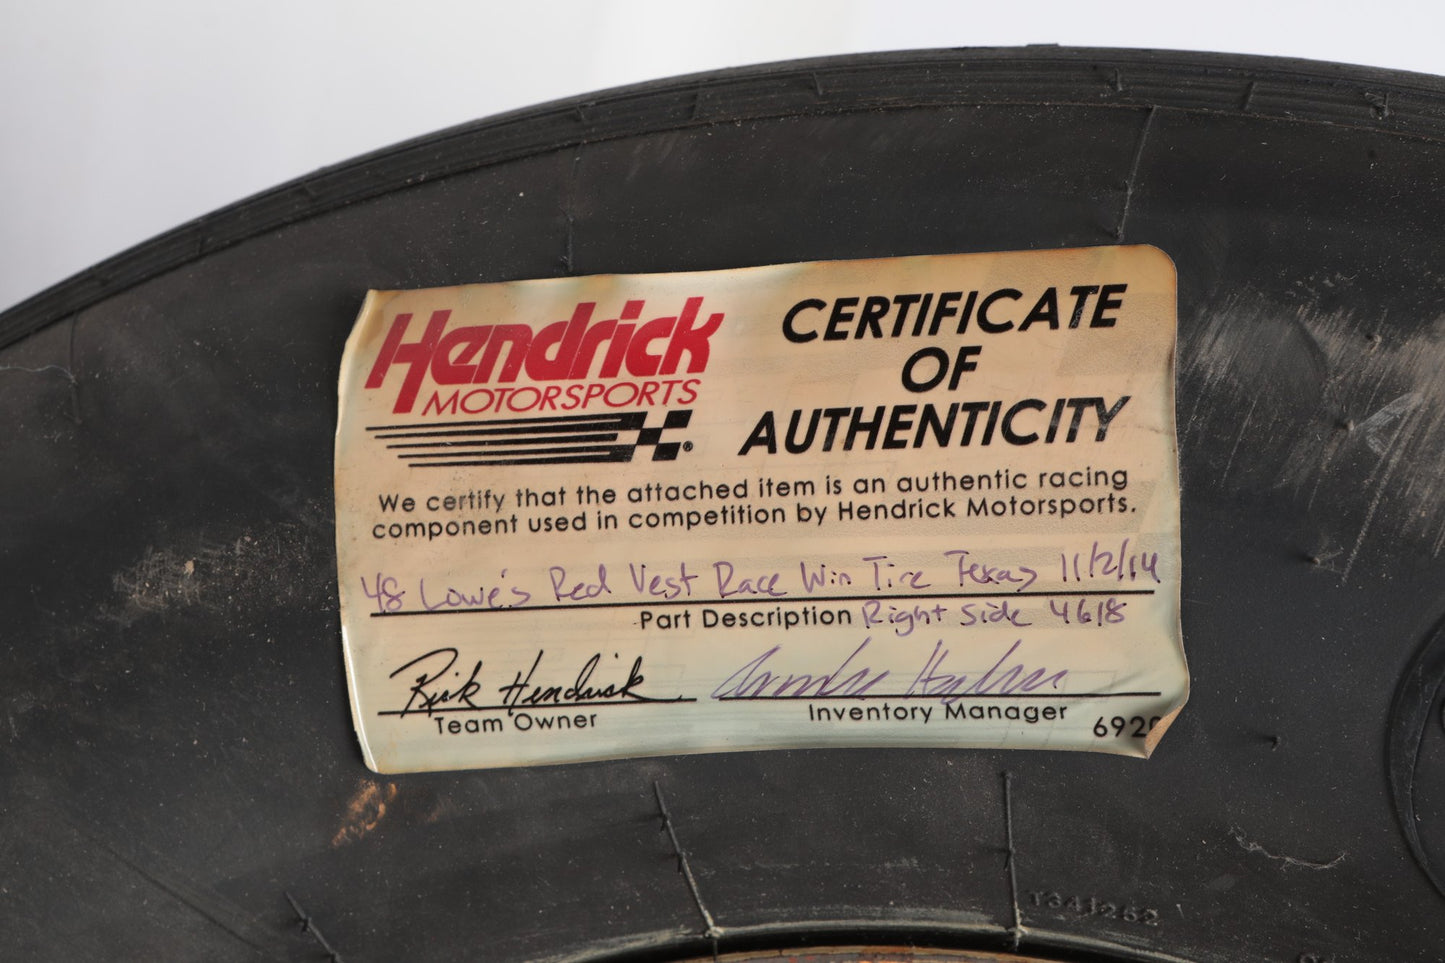 Hendrick
MOTORSPORTS
®
CERTIFICATE
OF
AUTHENTICITY
We certify that the attached item is an authentic racing
component used in competition by Hendrick Motorsports.
48 Lowe's Red Vest Race Win Tire Texas 11/2/14
Part Description Right Side 4618
Rick Hendrick
Team Owner
Inventory Manager
692
T341262